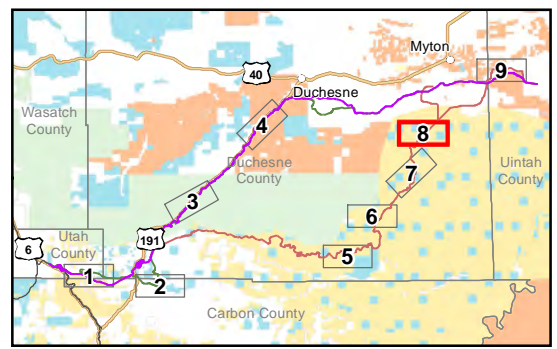 Myton
9
40
Duchesne
Wasatch
County
4
8
Duchesne
County
7
Uintah
County
3
6
Utah
County
191
6
5
1
2
Carbon County